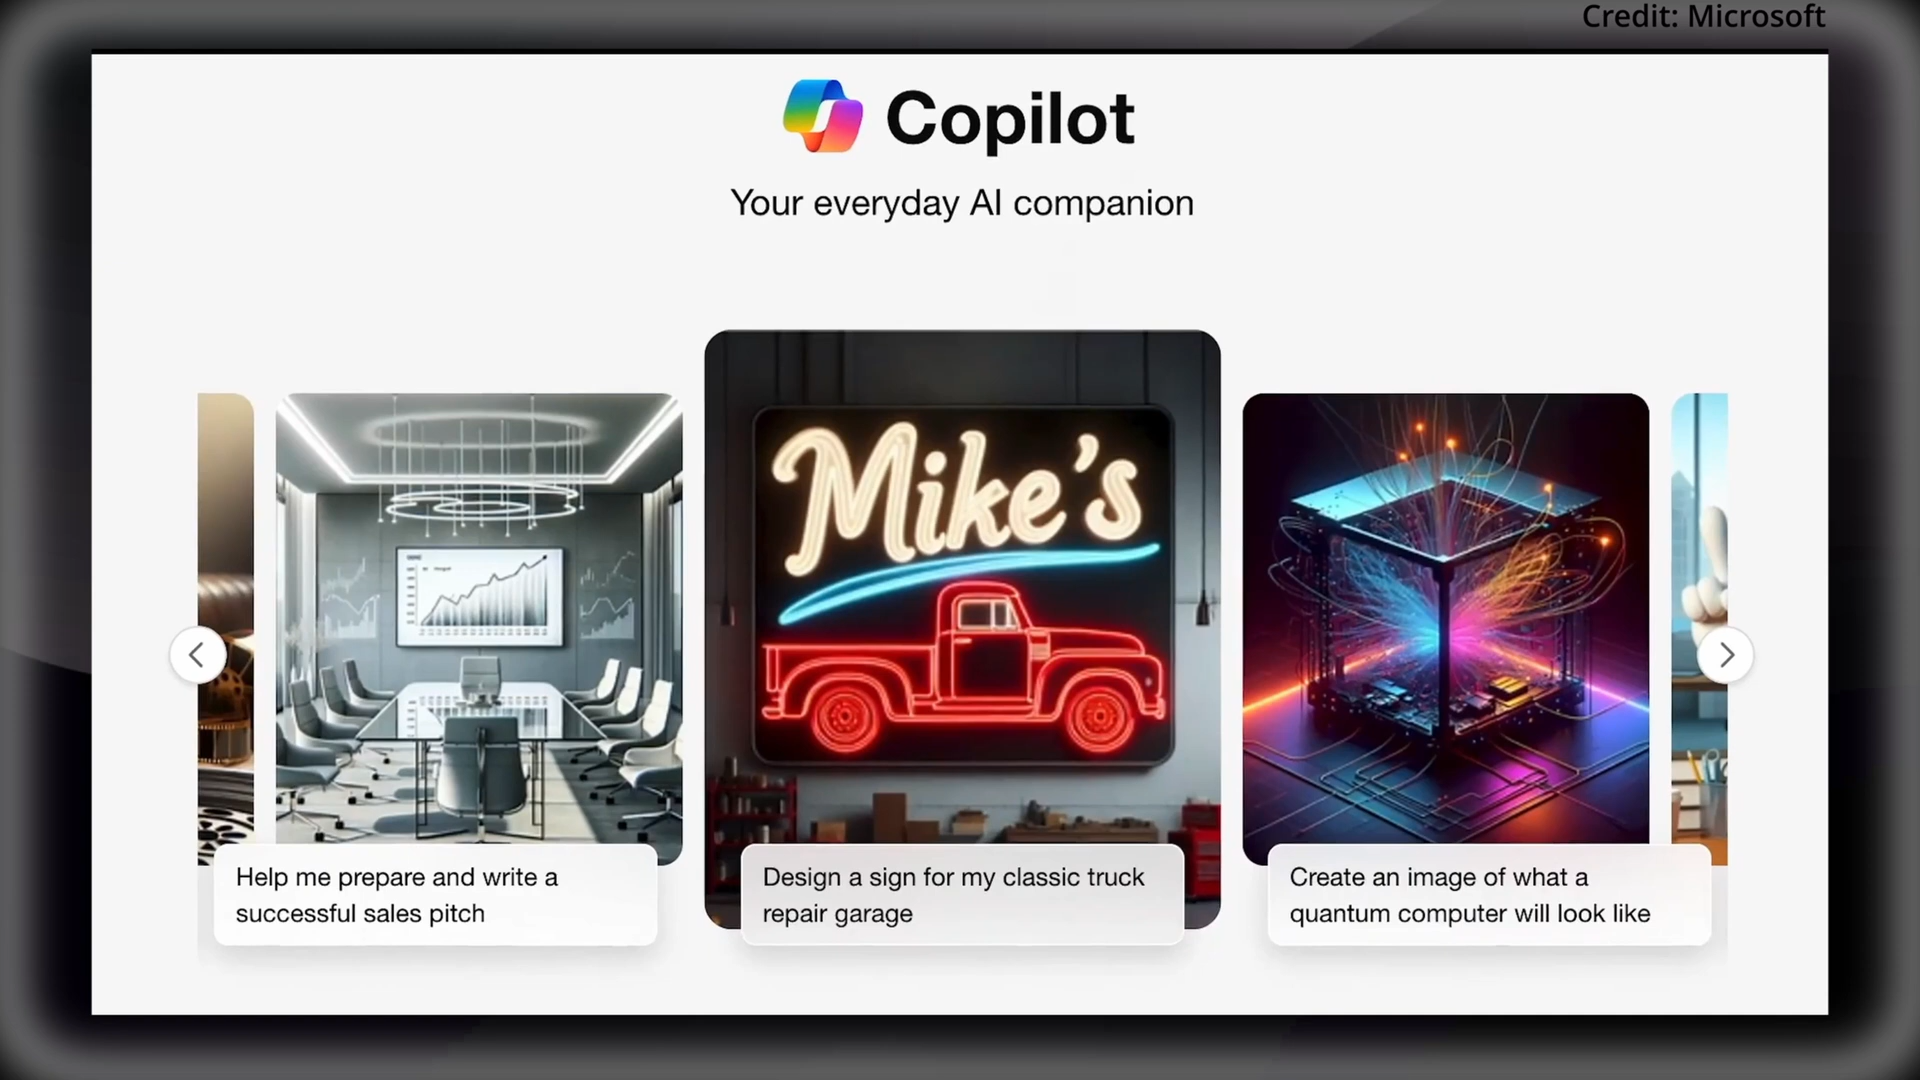 Credit: Microsoft
Copilot
Your everyday AI companion
Mike's
Help me prepare and write a
successful sales pitch
Design a sign for my classic truck
repair garage
Create an image of what a
quantum computer will look like